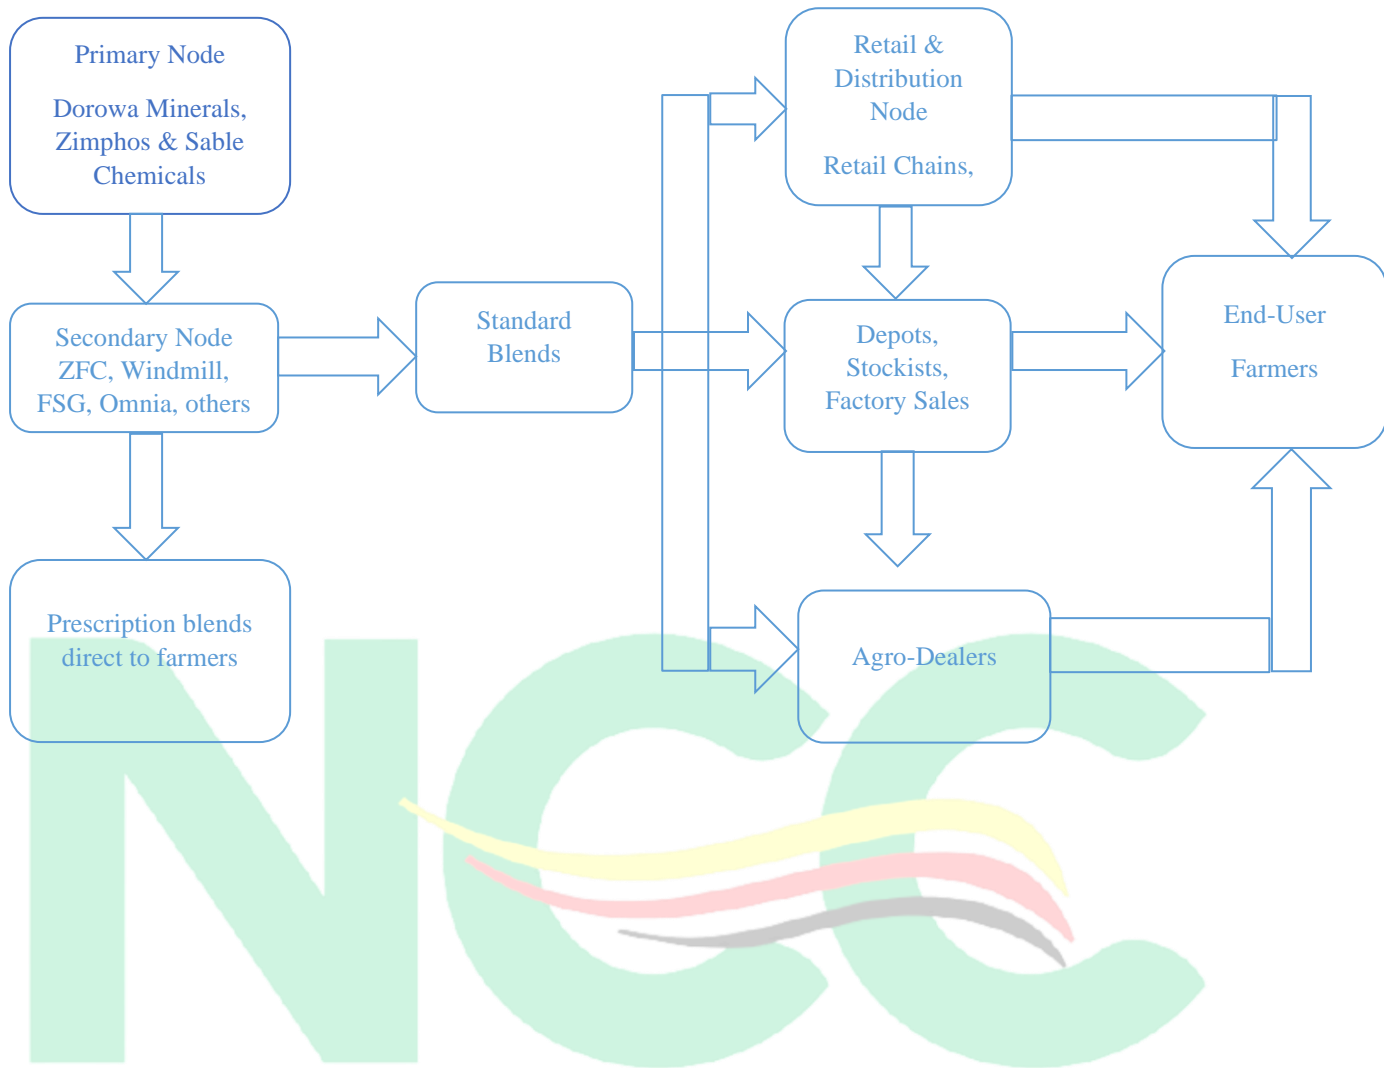 Primary Node
Dorowa Minerals,
Zimphos & Sable
Chemicals
Secondary Node
ZFC, Windmill,
FSG, Omnia, others
Prescription blends
direct to farmers
Standard
Blends
Retail &
Distribution
Node
Retail Chains,
Depots,
Stockists,
Factory Sales
Agro-Dealers
End-User
Farmers
NCC